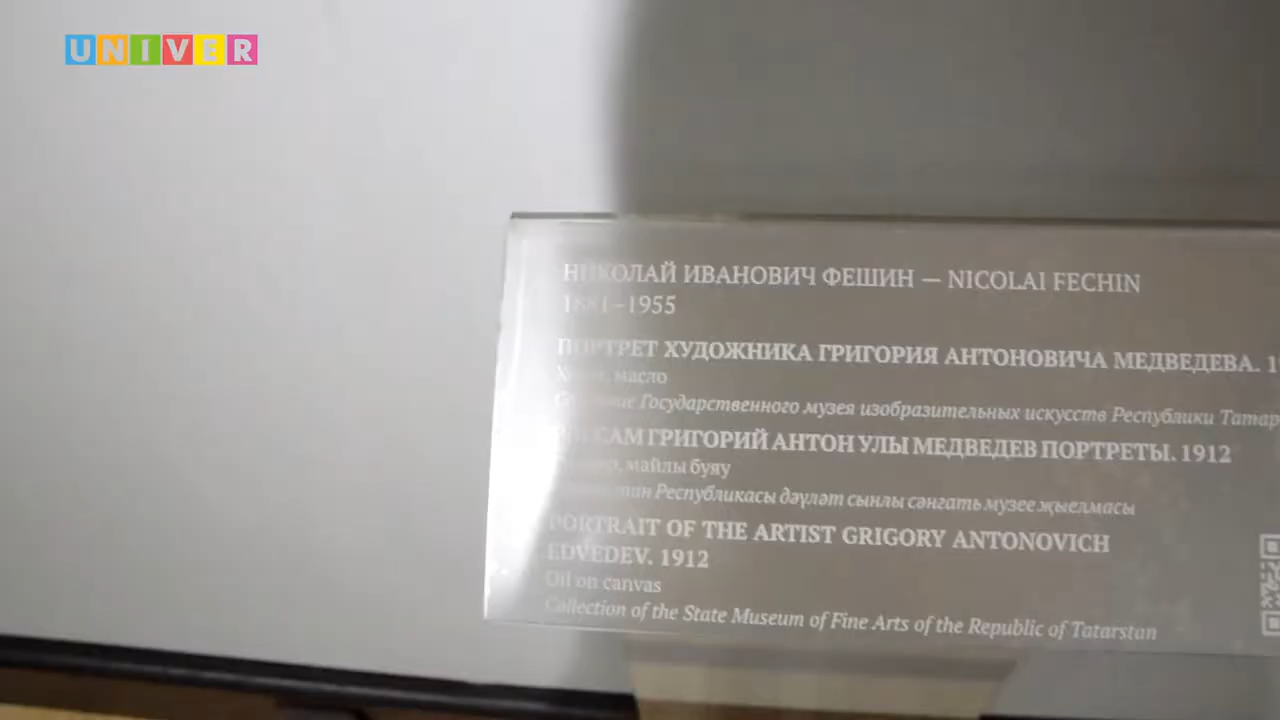 UNIVER
НИКОЛАЙ ИВАНОВИЧ ФЕШИН — NICOLAI FECHIN
1881–1955
ПОРТРЕТ ХУДОЖНИКА ГРИГОРИЯ АНТОНОВИЧА МЕДВЕДЕВА. 1
масло
Государственного музея изобразительных искусств Республики Татар
РӘССАМ ГРИГОРИЙ АНТОН УЛЫ МЕДВЕДЕВ ПОРТРЕТЫ. 1912
майлы буяу
Республикасы дәүләт сынлы сәнгать музее җыелмасы
PORTRAIT OF THE ARTIST GRIGORY ANTONOVICH
EDVEDEV. 1912
Oil on canvas
Collection of the State Museum of Fine Arts of the Republic of Tatarstan